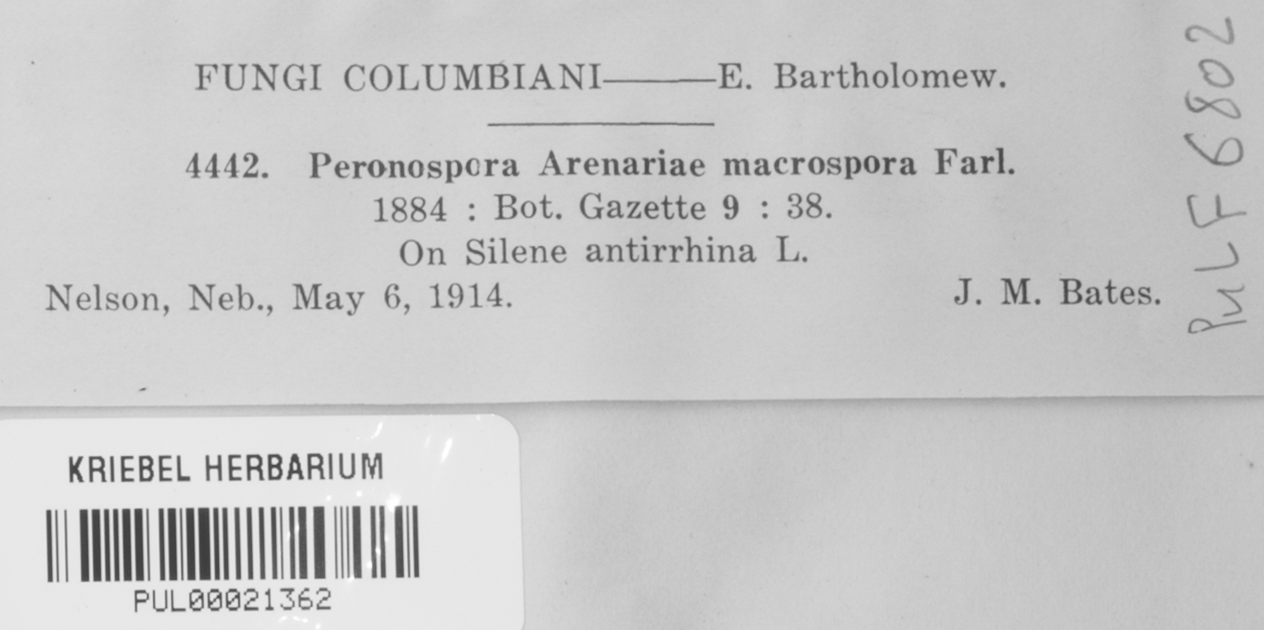 FUNGI COLUMBIANI——E. Bartholomew.
4442. Peronospora Arenariae macrospora Farl.
1884 : Bot. Gazette 9 : 38.
On Silene antirrhina L.
Nelson, Neb., May 6, 1914. J. M. Bates.
PuL F 6802
KRIEBEL HERBARIUM
PUL00021362